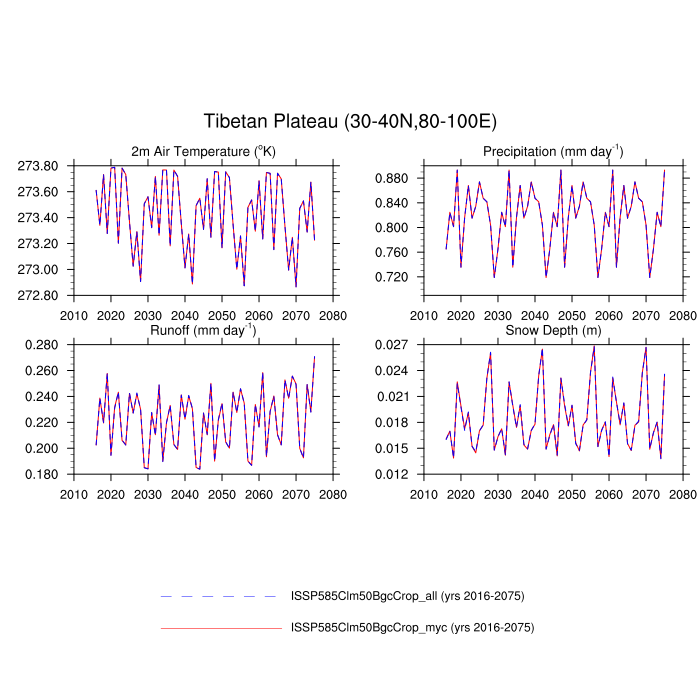 Tibetan Plateau (30-40N,80-100E)
2m Air Temperature (°K)
273.80
273.60
273.40
273.20
273.00
272.80
2010 2020 2030 2040 2050 2060 2070 2080
Precipitation (mm day⁻¹)
0.880
0.840
0.800
0.760
0.720
2010 2020 2030 2040 2050 2060 2070 2080
Runoff (mm day⁻¹)
0.280
0.260
0.240
0.220
0.200
0.180
2010 2020 2030 2040 2050 2060 2070 2080
Snow Depth (m)
0.027
0.024
0.021
0.018
0.015
0.012
2010 2020 2030 2040 2050 2060 2070 2080
ISSP585Clm50BgcCrop_all (yrs 2016-2075)
ISSP585Clm50BgcCrop_myc (yrs 2016-2075)